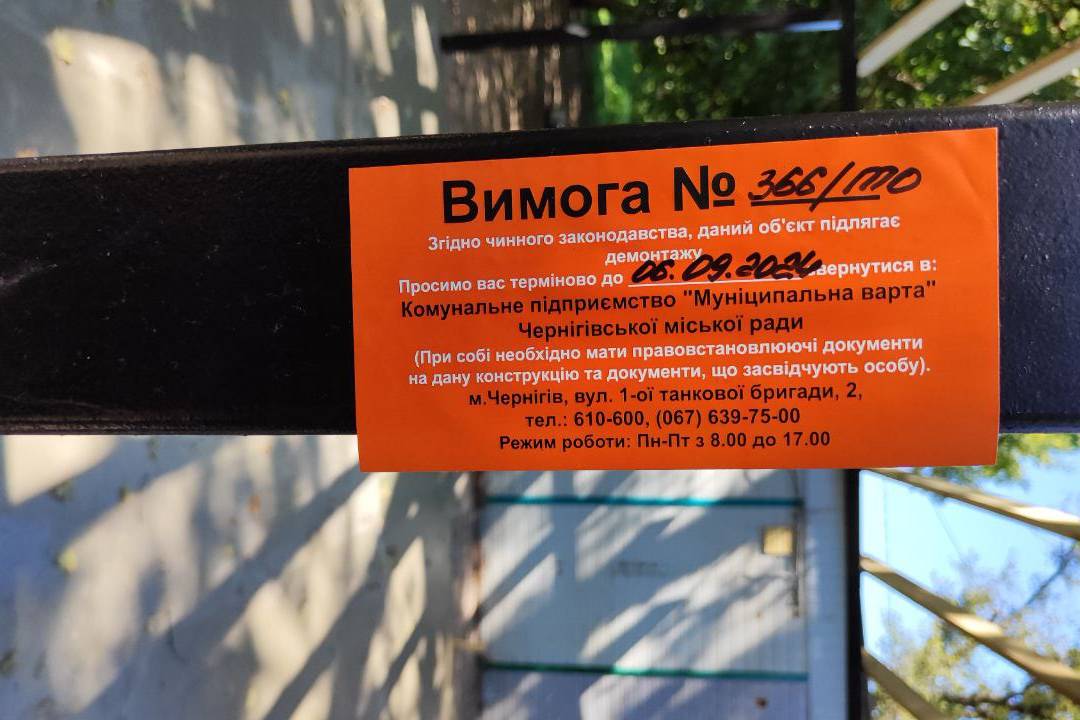 Вимога № 366/ТО
Згідно чинного законодавства, даний об'єкт підлягає
демонтажу
Просимо вас терміново до 06.09.2024 звернутися в:
Комунальне підприємство "Муніципальна варта"
Чернігівської міської ради
(При собі необхідно мати правовстановлюючі документи
на дану конструкцію та документи, що засвідчують особу).
м.Чернігів, вул. 1-ої танкової бригади, 2,
тел.: 610-600, (067) 639-75-00
Режим роботи: Пн-Пт з 8.00 до 17.00